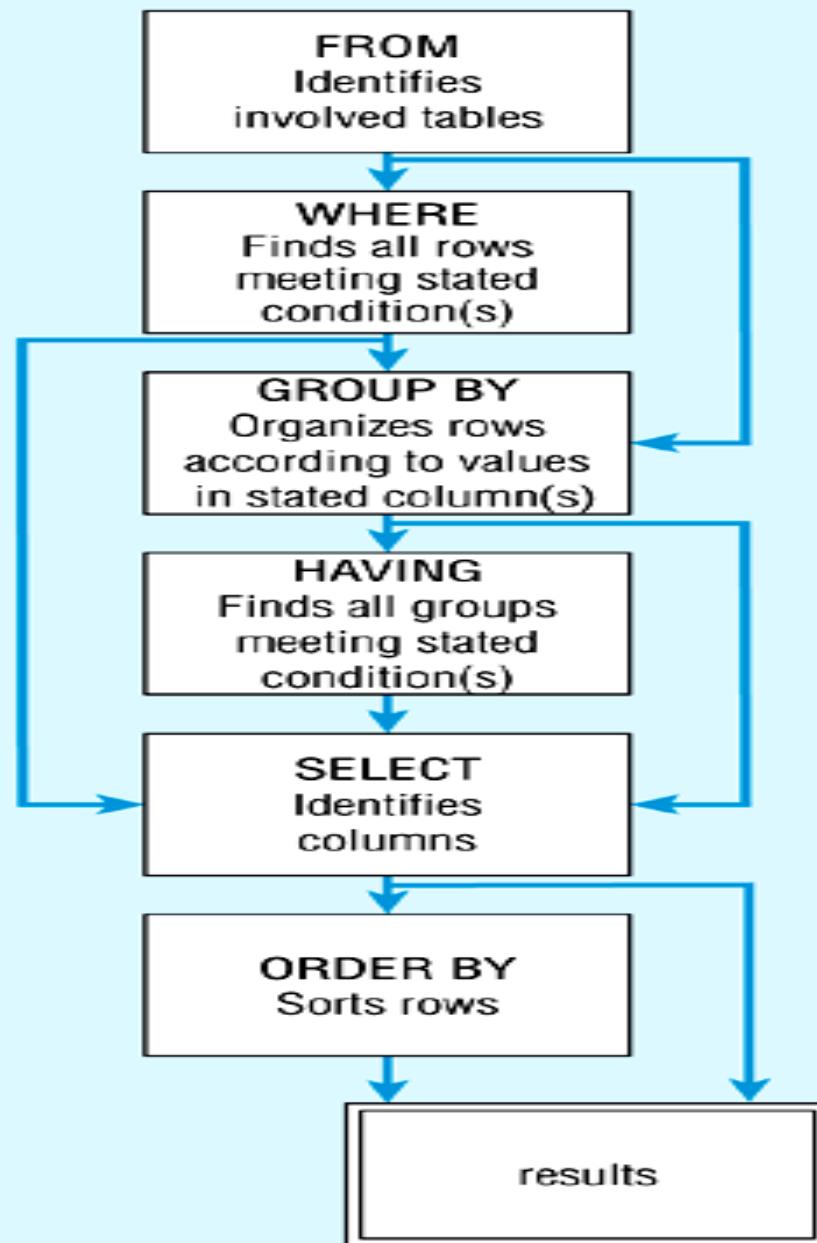 FROM
Identifies
involved tables
WHERE
Finds all rows
meeting stated
condition(s)
GROUP BY
Organizes rows
according to values
in stated column(s)
HAVING
Finds all groups
meeting stated
condition(s)
SELECT
Identifies
columns
ORDER BY
Sorts rows
results